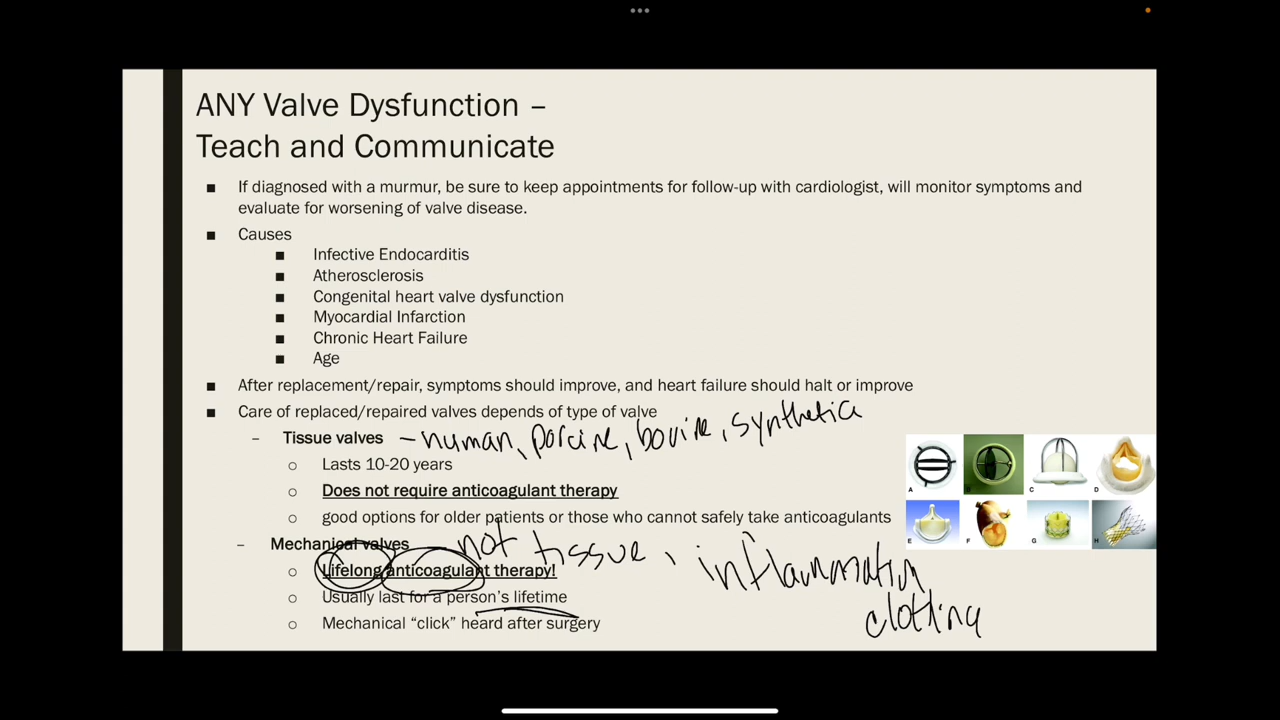 ANY Valve Dysfunction –
Teach and Communicate
■ If diagnosed with a murmur, be sure to keep appointments for follow-up with cardiologist, will monitor symptoms and
evaluate for worsening of valve disease.
■ Causes
■ Infective Endocarditis
■ Atherosclerosis
■ Congenital heart valve dysfunction
■ Myocardial Infarction
■ Chronic Heart Failure
■ Age
■ After replacement/repair, symptoms should improve, and heart failure should halt or improve
■ Care of replaced/repaired valves depends of type of valve
– Tissue valves – human, porcine, bovine, synthetic
o Lasts 10-20 years
o Does not require anticoagulant therapy
o good options for older patients or those who cannot safely take anticoagulants
– Mechanical valves not tissue, inflammation
o Lifelong anticoagulant therapy!
o Usually last for a person's lifetime clotting
o Mechanical “click” heard after surgery
A B C D
E F G H